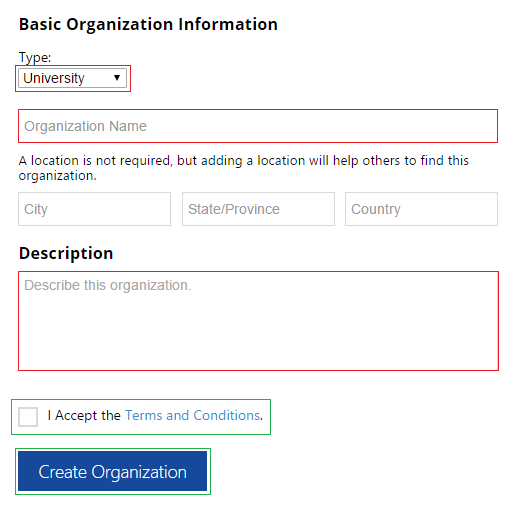 Basic Organization Information
Type:
University
Organization Name
A location is not required, but adding a location will help others to find this
organization.
City State/Province Country
Description
Describe this organization.
I Accept the Terms and Conditions.
Create Organization